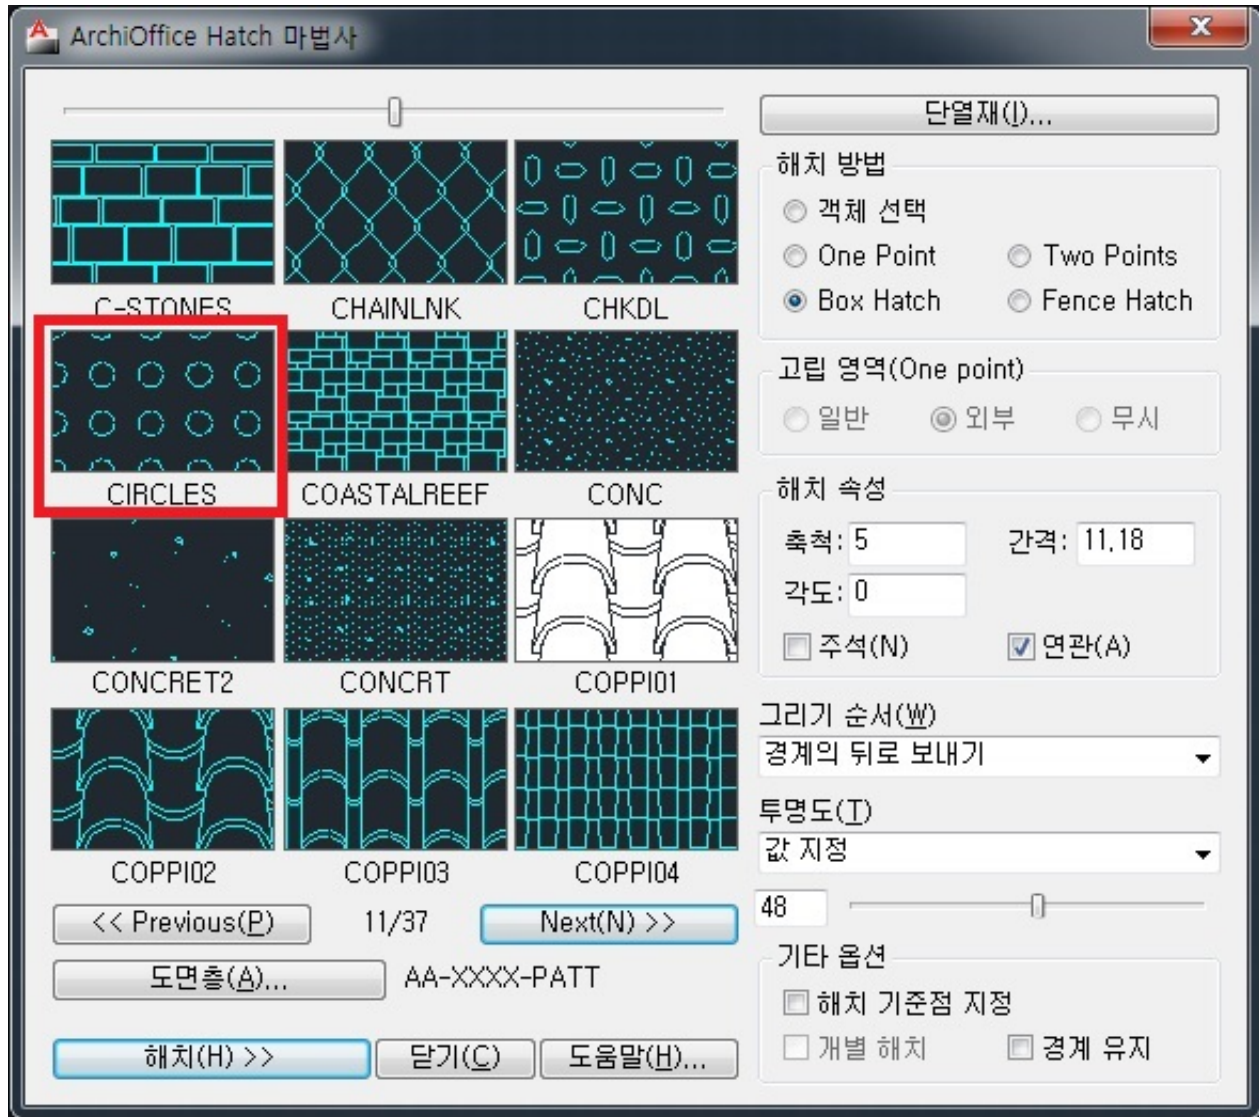 ArchiOffice Hatch 마법사
C-STONES CHAINLNK CHKDL
CIRCLES COASTALREEF CONC
CONCRET2 CONCRT COPPI01
COPPI02 COPPI03 COPPI04
<< Previous(P) 11/37 Next(N) >>
도면층(A)... AA-XXXX-PATT
해치(H) >> 닫기(C) 도움말(H)...
단열재(I)...
해치 방법
객체 선택
One Point Two Points
Box Hatch Fence Hatch
고립 영역(One point)
일반 외부 무시
해치 속성
축척: 5 간격: 11,18
각도: 0
주석(N) 연관(A)
그리기 순서(W)
경계의 뒤로 보내기
투명도(T)
값 지정
48
기타 옵션
해치 기준점 지정
개별 해치 경계 유지